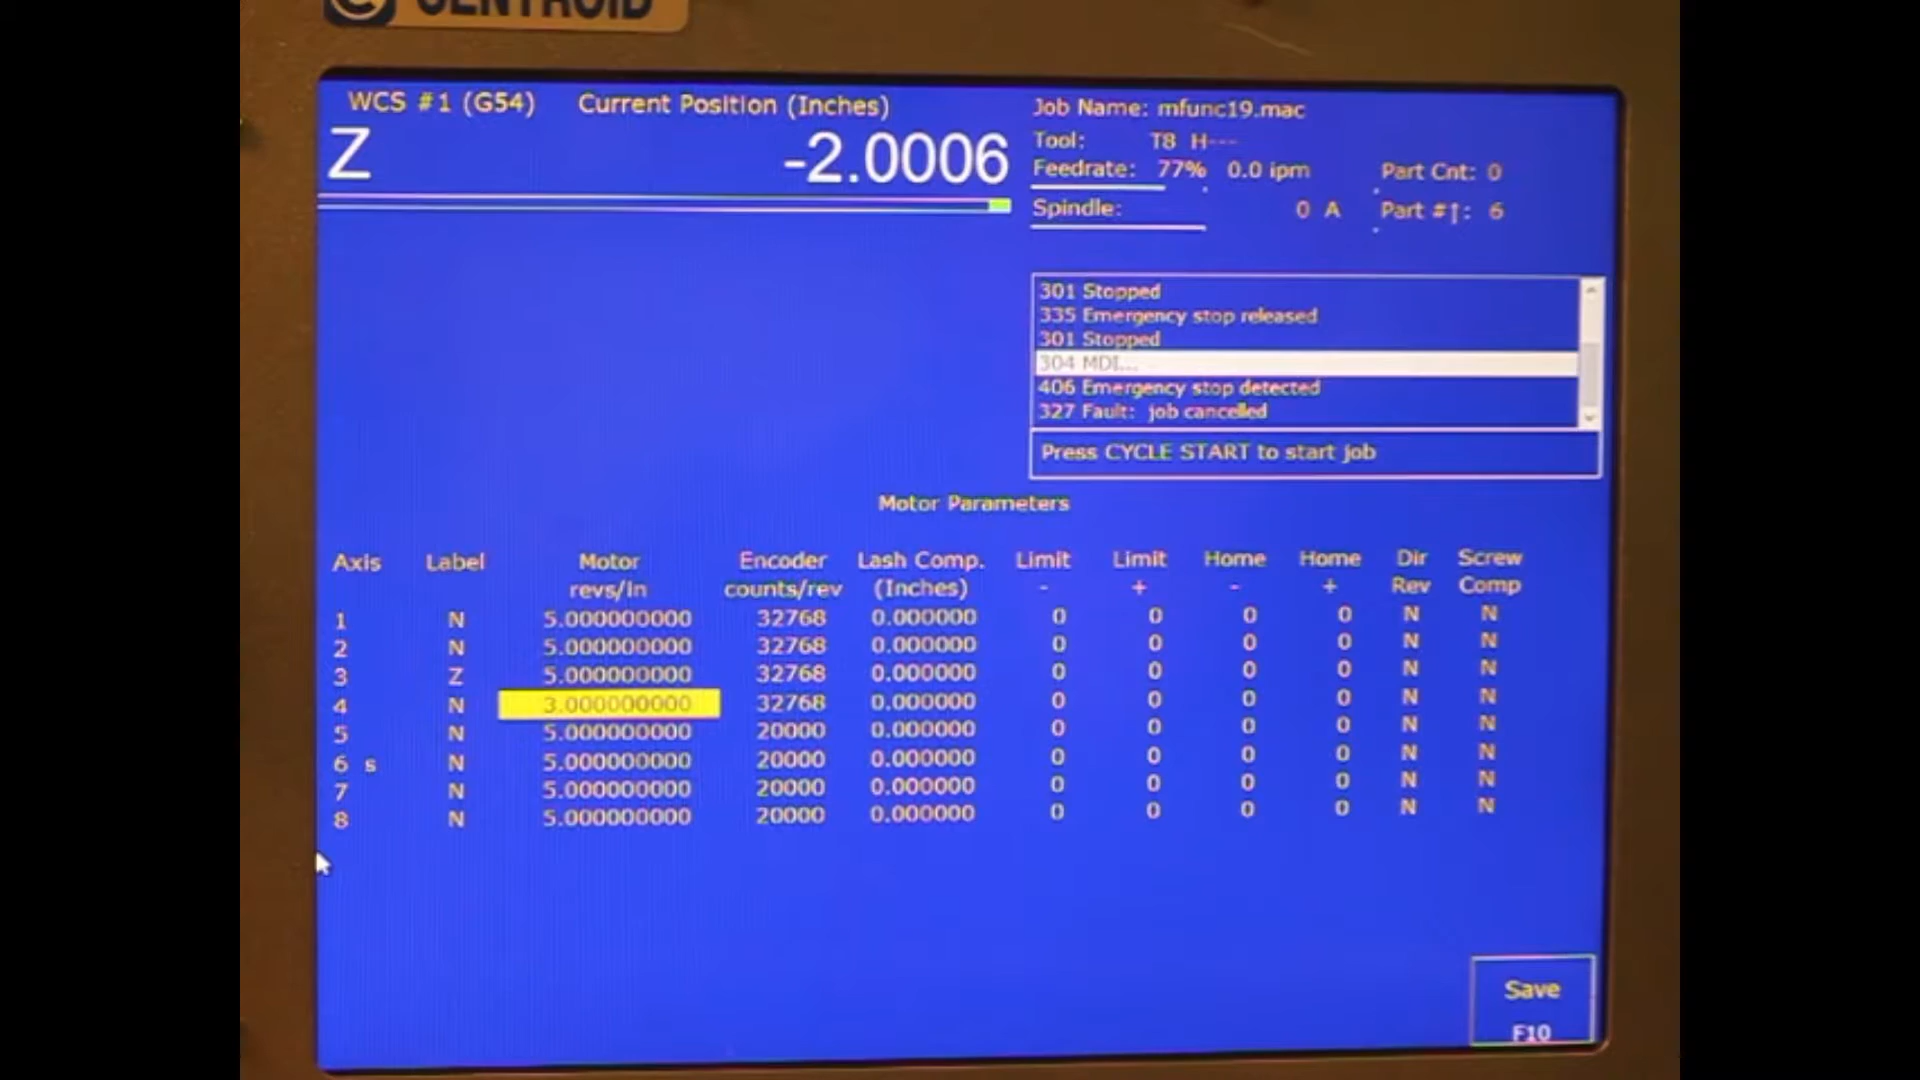 CENTROID
WCS #1 (G54) Current Position (Inches)
Z -2.0006
Job Name: mfunc19.mac
Tool: T8 H---
Feedrate: 77% 0.0 ipm Part Cnt: 0
Spindle: 0 A Part #↑: 6
301 Stopped
335 Emergency stop released
301 Stopped
304 MDI...
406 Emergency stop detected
327 Fault: job cancelled
Press CYCLE START to start job
Motor Parameters
Axis Label Motor Encoder Lash Comp. Limit Limit Home Home Dir Screw
revs/in counts/rev (Inches) - + - + Rev Comp
1 N 5.000000000 32768 0.000000 0 0 0 0 N N
2 N 5.000000000 32768 0.000000 0 0 0 0 N N
3 Z 5.000000000 32768 0.000000 0 0 0 0 N N
4 N 3.000000000 32768 0.000000 0 0 0 0 N N
5 N 5.000000000 20000 0.000000 0 0 0 0 N N
6 s N 5.000000000 20000 0.000000 0 0 0 0 N N
7 N 5.000000000 20000 0.000000 0 0 0 0 N N
8 N 5.000000000 20000 0.000000 0 0 0 0 N N
Save
F10